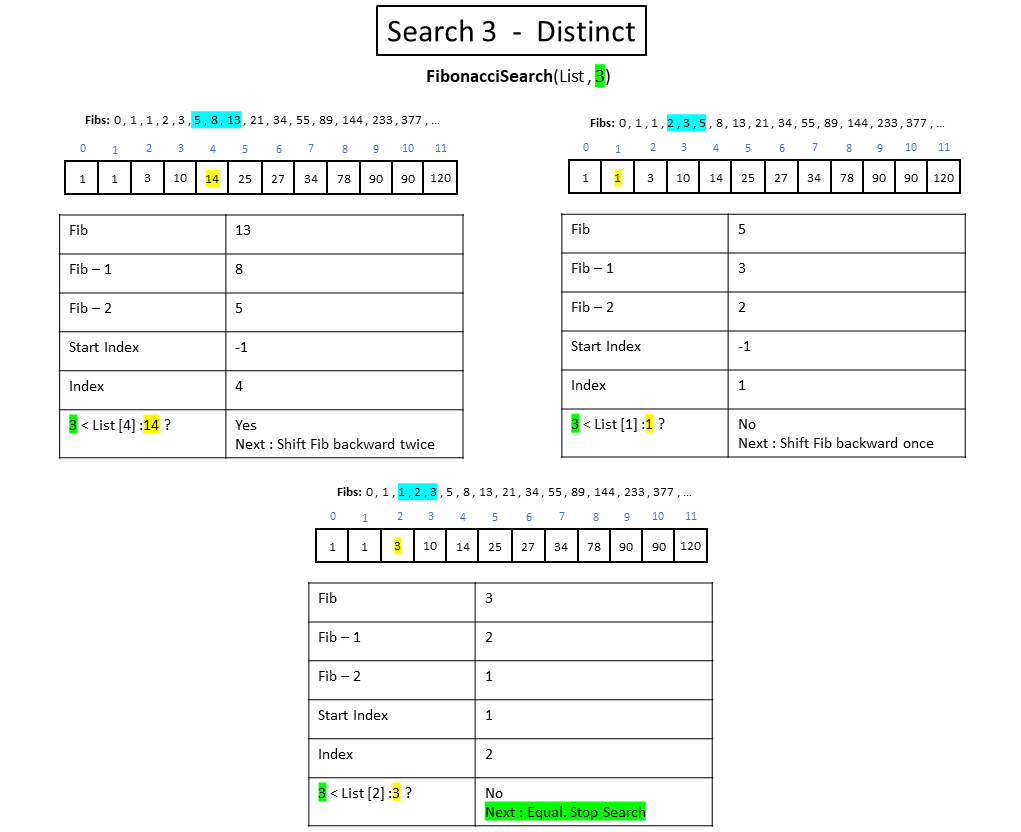 Search 3 - Distinct
FibonacciSearch(List , 3)
Fibs: 0 , 1 , 1 , 2 , 3 , 5 , 8 , 13 , 21 , 34 , 55 , 89 , 144 , 233 , 377 , ...
0 1 2 3 4 5 6 7 8 9 10 11
1 1 3 10 14 25 27 34 78 90 90 120
Fib 13
Fib – 1 8
Fib – 2 5
Start Index -1
Index 4
3 < List [4] :14 ? Yes
Next : Shift Fib backward twice
Fibs: 0 , 1 , 1 , 2 , 3 , 5 , 8 , 13 , 21 , 34 , 55 , 89 , 144 , 233 , 377 , ...
0 1 2 3 4 5 6 7 8 9 10 11
1 1 3 10 14 25 27 34 78 90 90 120
Fib 5
Fib – 1 3
Fib – 2 2
Start Index -1
Index 1
3 < List [1] :1 ? No
Next : Shift Fib backward once
Fibs: 0 , 1 , 1 , 2 , 3 , 5 , 8 , 13 , 21 , 34 , 55 , 89 , 144 , 233 , 377 , ...
0 1 2 3 4 5 6 7 8 9 10 11
1 1 3 10 14 25 27 34 78 90 90 120
Fib 3
Fib – 1 2
Fib – 2 1
Start Index 1
Index 2
3 < List [2] :3 ? No
Next : Equal. Stop Search